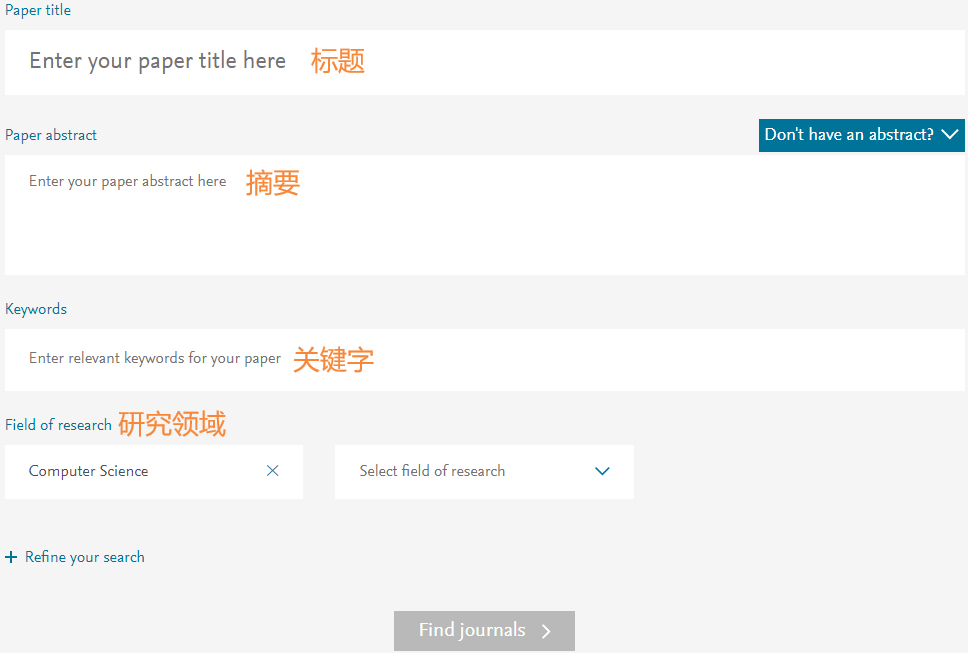 Paper title
Enter your paper title here 标题
Paper abstract
Don't have an abstract?
Enter your paper abstract here 摘要
Keywords
Enter relevant keywords for your paper 关键字
Field of research 研究领域
Computer Science
Select field of research
Refine your search
Find journals